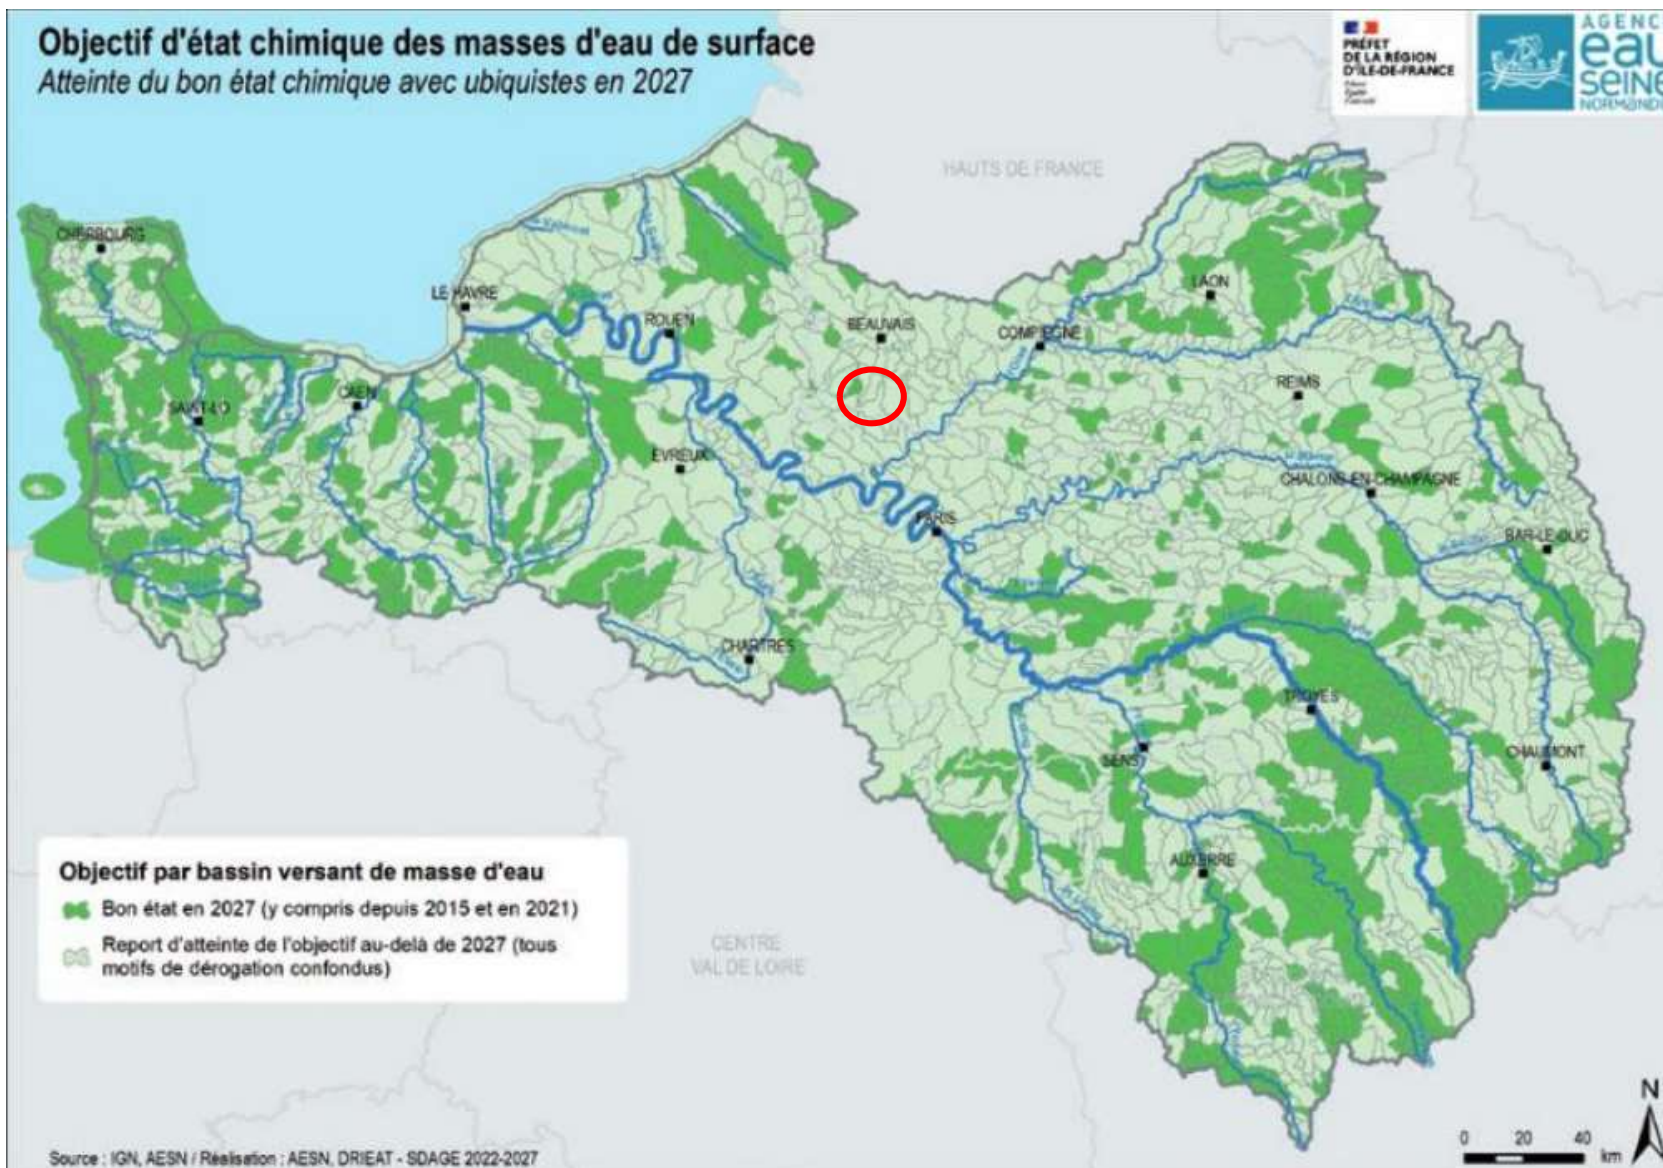 Objectif d'état chimique des masses d'eau de surface
Atteinte du bon état chimique avec ubiquistes en 2027
PRÉFET
DE LA RÉGION
D'ÎLE-DE-FRANCE
AGENC
eau
SEINE
NORMANDI
HAUTS DE FRANCE
CHERBOURG
LAON
LE HAVRE
ROUEN
BEAUVAIS
COMPIEGNE
REIMS
CAEN
SAINT-LO
EVREUX
CHALONS-EN-CHAMPAGNE
PARIS
BAR-LE-DUC
CHARTRES
TROYES
SENS
CHAUMONT
AUXERRE
Objectif par bassin versant de masse d'eau
Bon état en 2027 (y compris depuis 2015 et en 2021)
Report d'atteinte de l'objectif au-delà de 2027 (tous
motifs de dérogation confondus)
CENTRE
VAL DE LOIRE
N
0 20 40
km
Source : IGN, AESN / Réalisation : AESN, DRIEAT - SDAGE 2022-2027